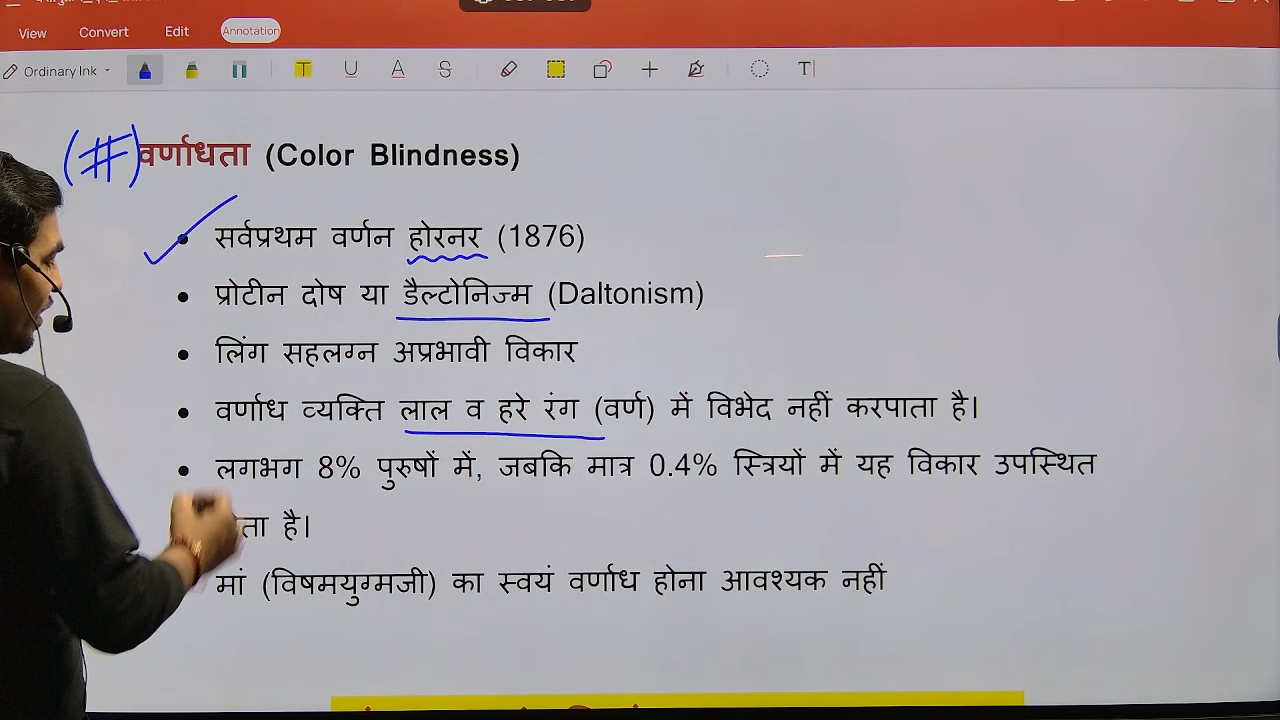 View Convert Edit Annotation
Ordinary Ink
(#) वर्णाधता (Color Blindness)
• सर्वप्रथम वर्णन होरनर (1876)
• प्रोटीन दोष या डैल्टोनिज्म (Daltonism)
• लिंग सहलग्न अप्रभावी विकार
• वर्णाध व्यक्ति लाल व हरे रंग (वर्ण) में विभेद नहीं करपाता है।
• लगभग 8% पुरुषों में, जबकि मात्र 0.4% स्त्रियों में यह विकार उपस्थित
है।
मां (विषमयुग्मजी) का स्वयं वर्णाध होना आवश्यक नहीं